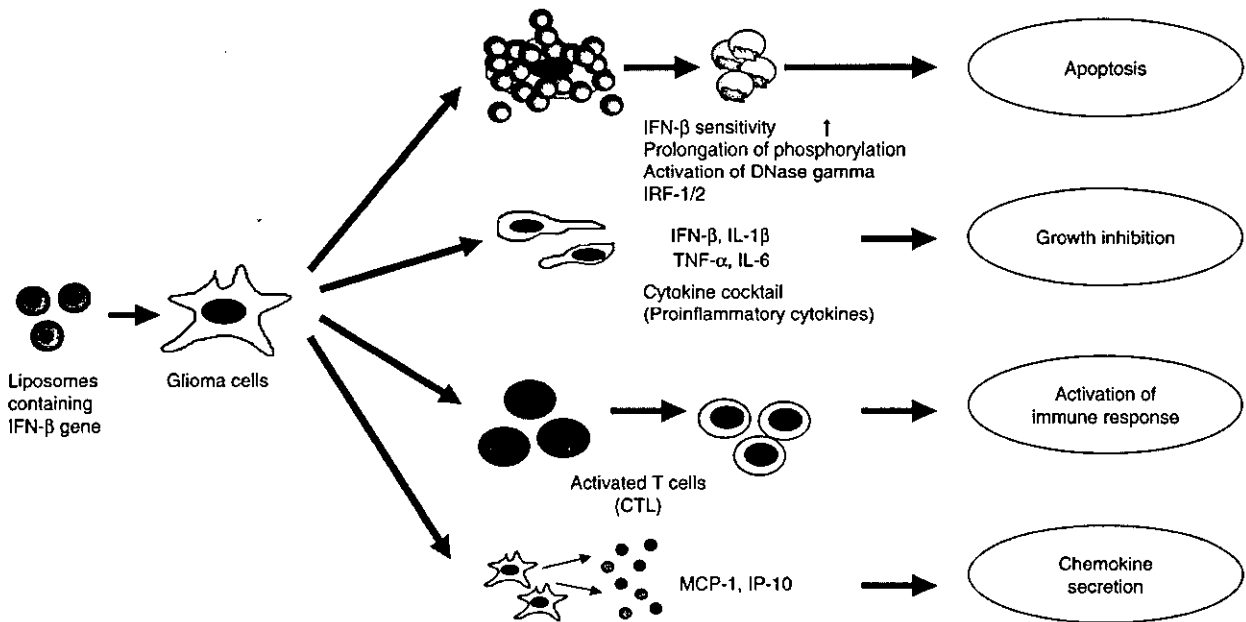 Apoptosis
IFN-β sensitivity ↑
Prolongation of phosphorylation
Activation of DNase gamma
IRF-1/2
IFN-β, IL-1β
TNF-α, IL-6
Cytokine cocktail
(Proinflammatory cytokines)
Growth inhibition
Liposomes
containing
IFN-β gene
Glioma cells
Activated T cells
(CTL)
Activation of
immune response
MCP-1, IP-10
Chemokine
secretion